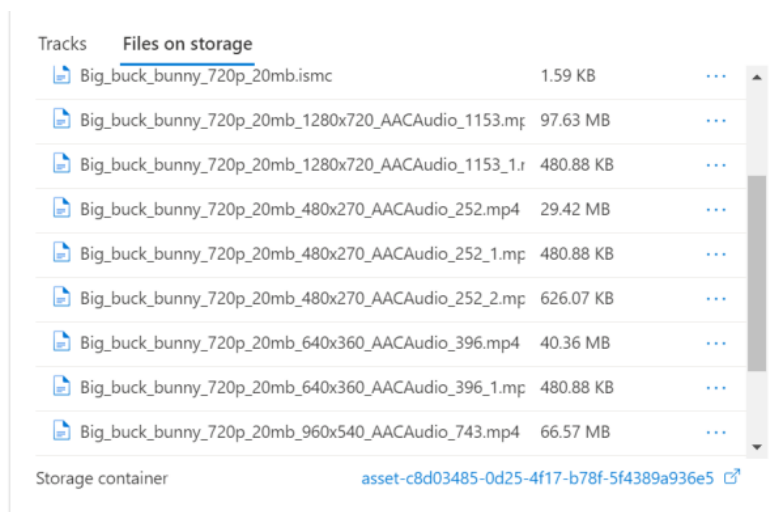 Tracks Files on storage
Big_buck_bunny_720p_20mb.ismc 1.59 KB ...
Big_buck_bunny_720p_20mb_1280x720_AACAudio_1153.mp 97.63 MB ...
Big_buck_bunny_720p_20mb_1280x720_AACAudio_1153_1.r 480.88 KB ...
Big_buck_bunny_720p_20mb_480x270_AACAudio_252.mp4 29.42 MB ...
Big_buck_bunny_720p_20mb_480x270_AACAudio_252_1.mp 480.88 KB ...
Big_buck_bunny_720p_20mb_480x270_AACAudio_252_2.mp 626.07 KB ...
Big_buck_bunny_720p_20mb_640x360_AACAudio_396.mp4 40.36 MB ...
Big_buck_bunny_720p_20mb_640x360_AACAudio_396_1.mp 480.88 KB ...
Big_buck_bunny_720p_20mb_960x540_AACAudio_743.mp4 66.57 MB ...
Storage container asset-c8d03485-0d25-4f17-b78f-5f4389a936e5